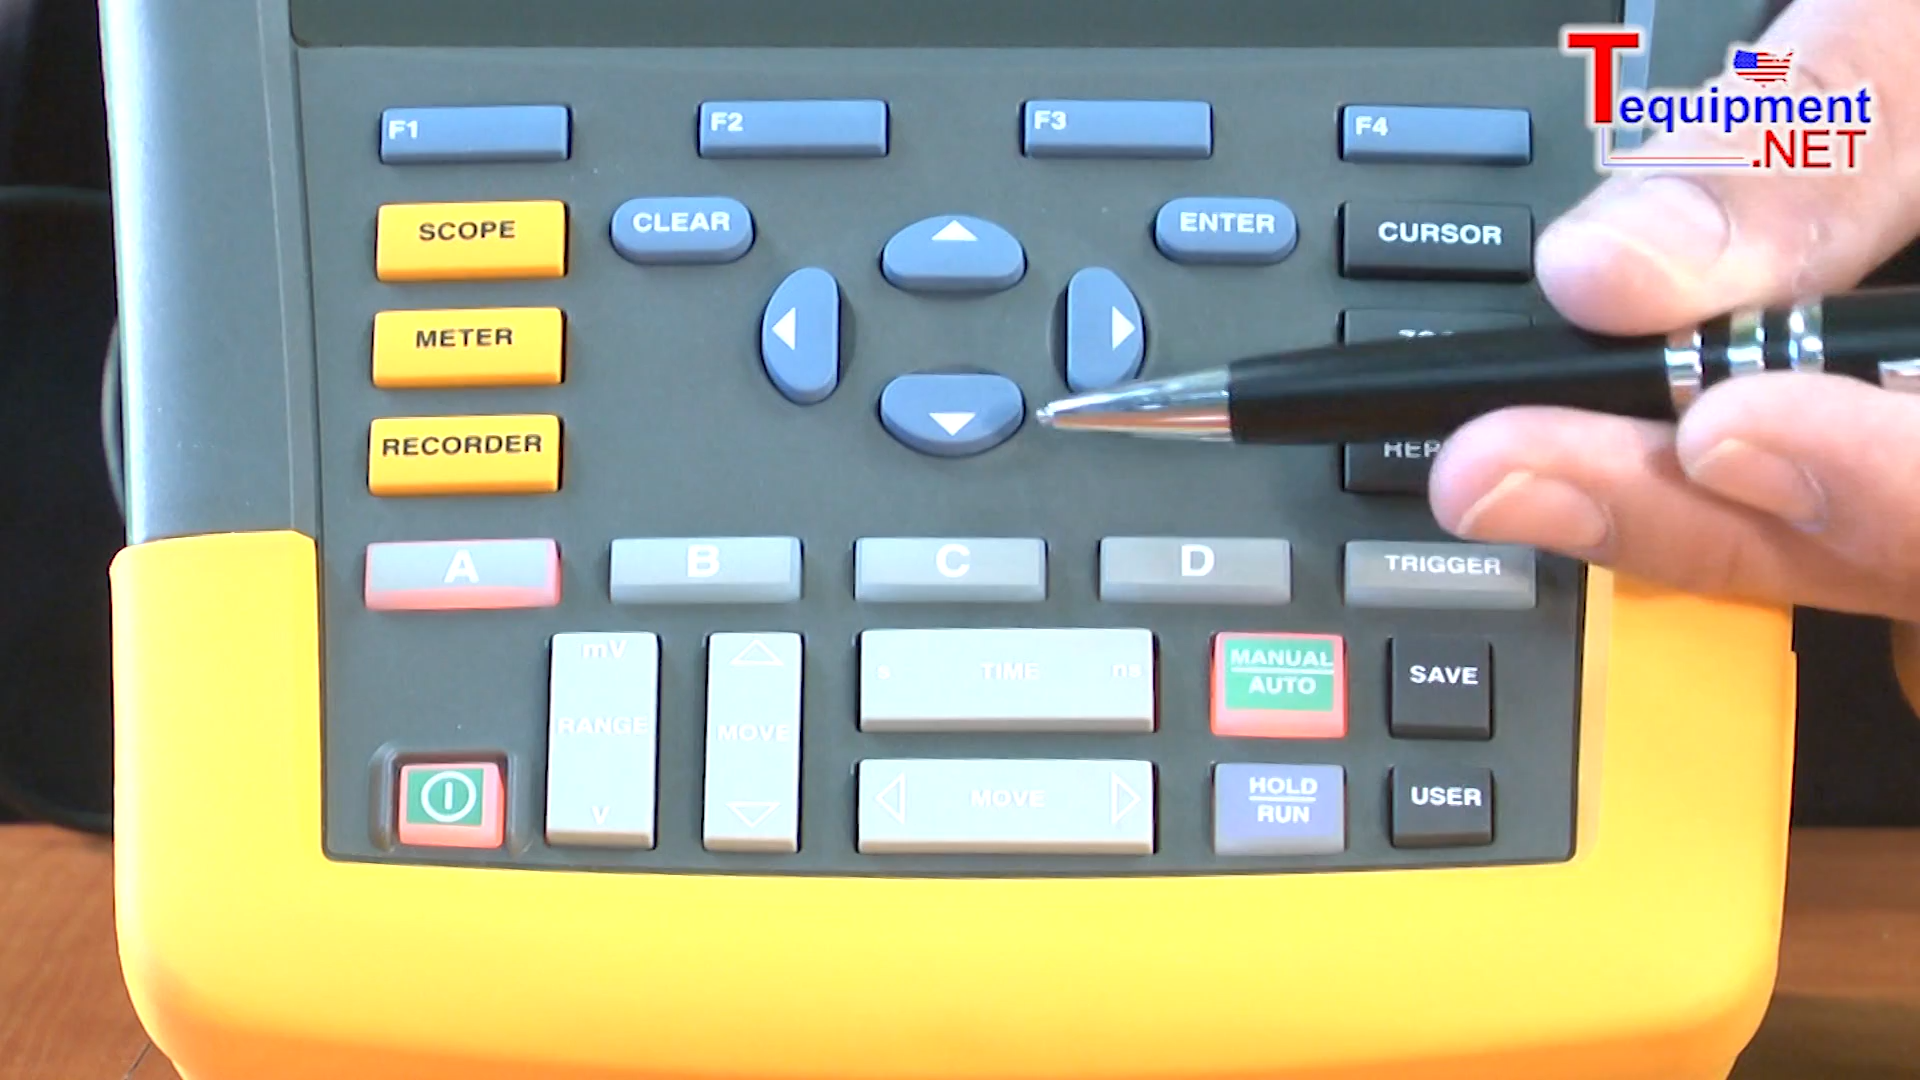 Tequipment
.NET
F1
F2
F3
F4
SCOPE
CLEAR
ENTER
CURSOR
METER
RECORDER
A
B
C
D
TRIGGER
mV
RANGE
V
MOVE
s TIME ns
MANUAL
AUTO
SAVE
MOVE
HOLD
RUN
USER